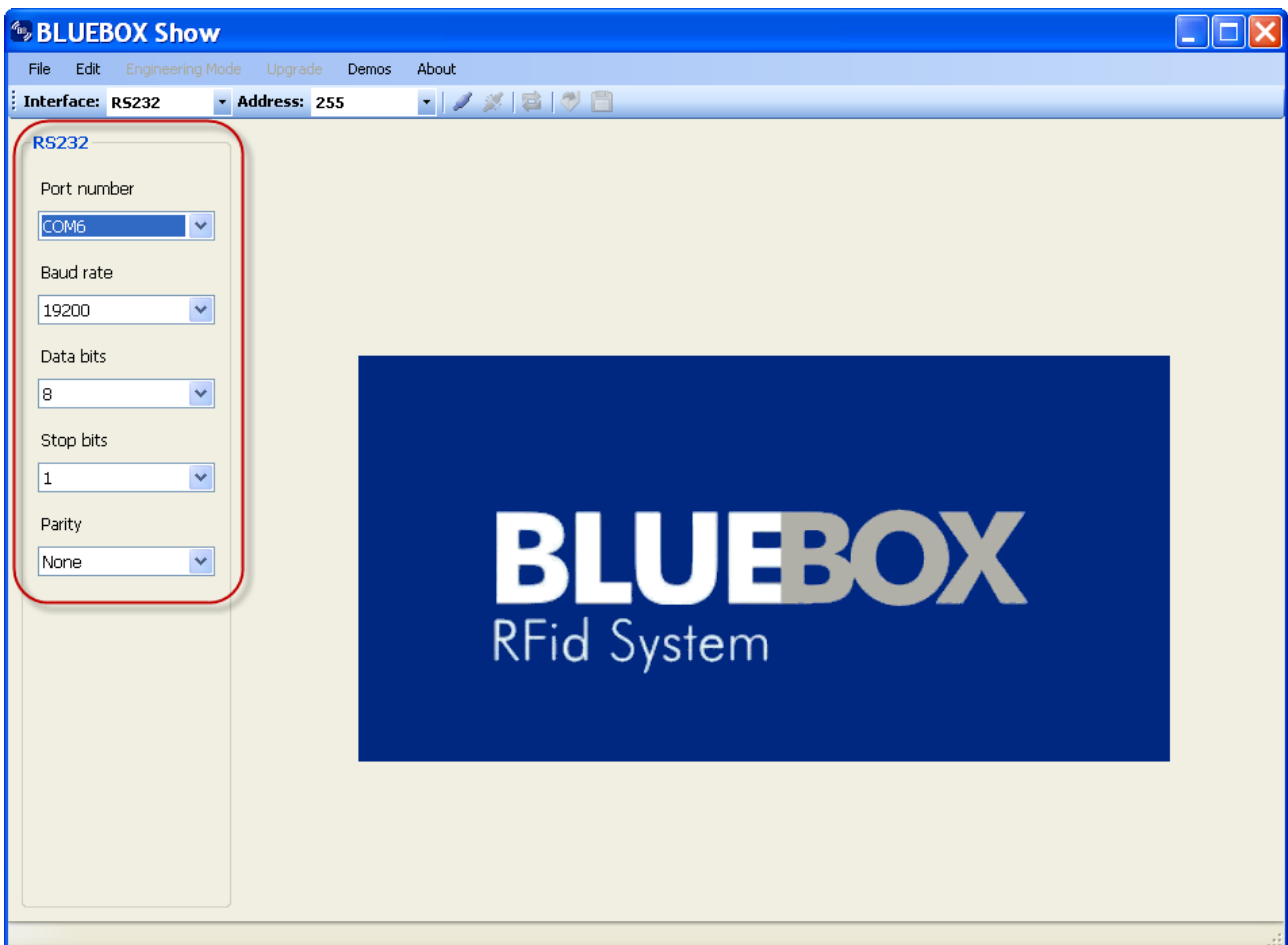 BLUEBOX Show
File Edit Engineering Mode Upgrade Demos About
Interface: RS232 Address: 255
RS232
Port number
COM6
Baud rate
19200
Data bits
8
Stop bits
1
Parity
None
BLUEBOX
RFid System